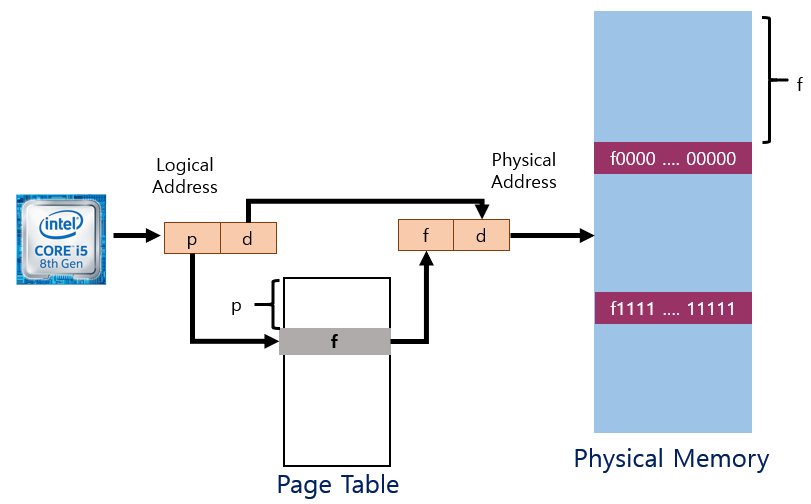 f
Logical
Address
Physical
Address
f0000 .... 00000
intel
CORE i5
8th Gen
p
d
f
d
p
f1111 .... 11111
f
Page Table
Physical Memory